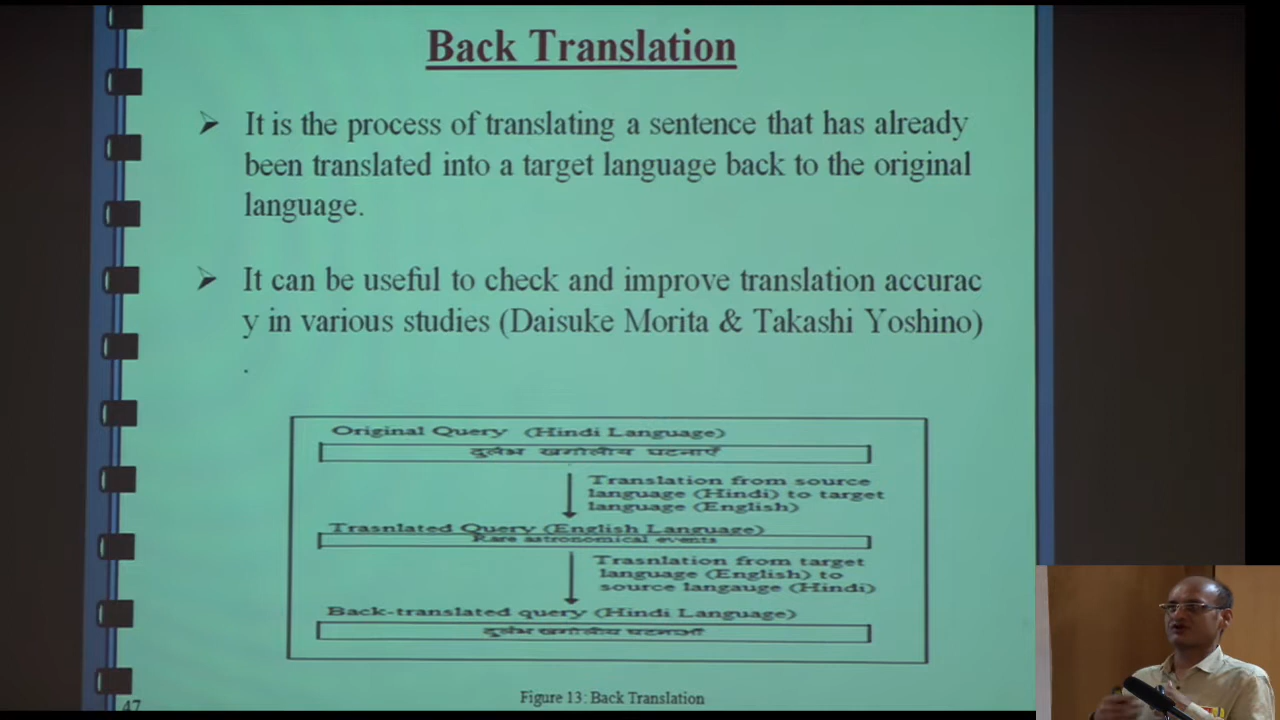 Back Translation
It is the process of translating a sentence that has already
been translated into a target language back to the original
language.
It can be useful to check and improve translation accurac
y in various studies (Daisuke Morita & Takashi Yoshino)
.
Original Query (Hindi Language)
दुर्लभ खगोलीय घटनाएँ
Translation from source
language (Hindi) to target
language (English)
Trasnlated Query (English Language)
Rare astronomical events
Trasnlation from target
language (English) to
source langauge (Hindi)
Back-translated query (Hindi Language)
दुर्लभ खगोलीय घटनाओं
Figure 13: Back Translation
47